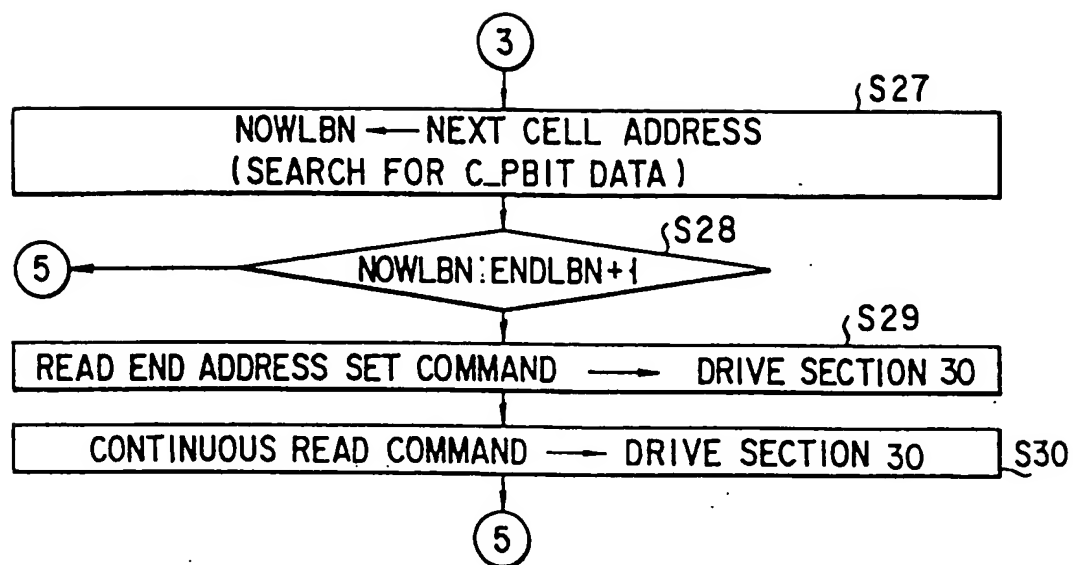 3
S27
NOWLBN ← NEXT CELL ADDRESS
(SEARCH FOR C_PBIT DATA)
S28
5
NOWLBN:ENDLBN+1
S29
READ END ADDRESS SET COMMAND → DRIVE SECTION 30
CONTINUOUS READ COMMAND → DRIVE SECTION 30
S30
5